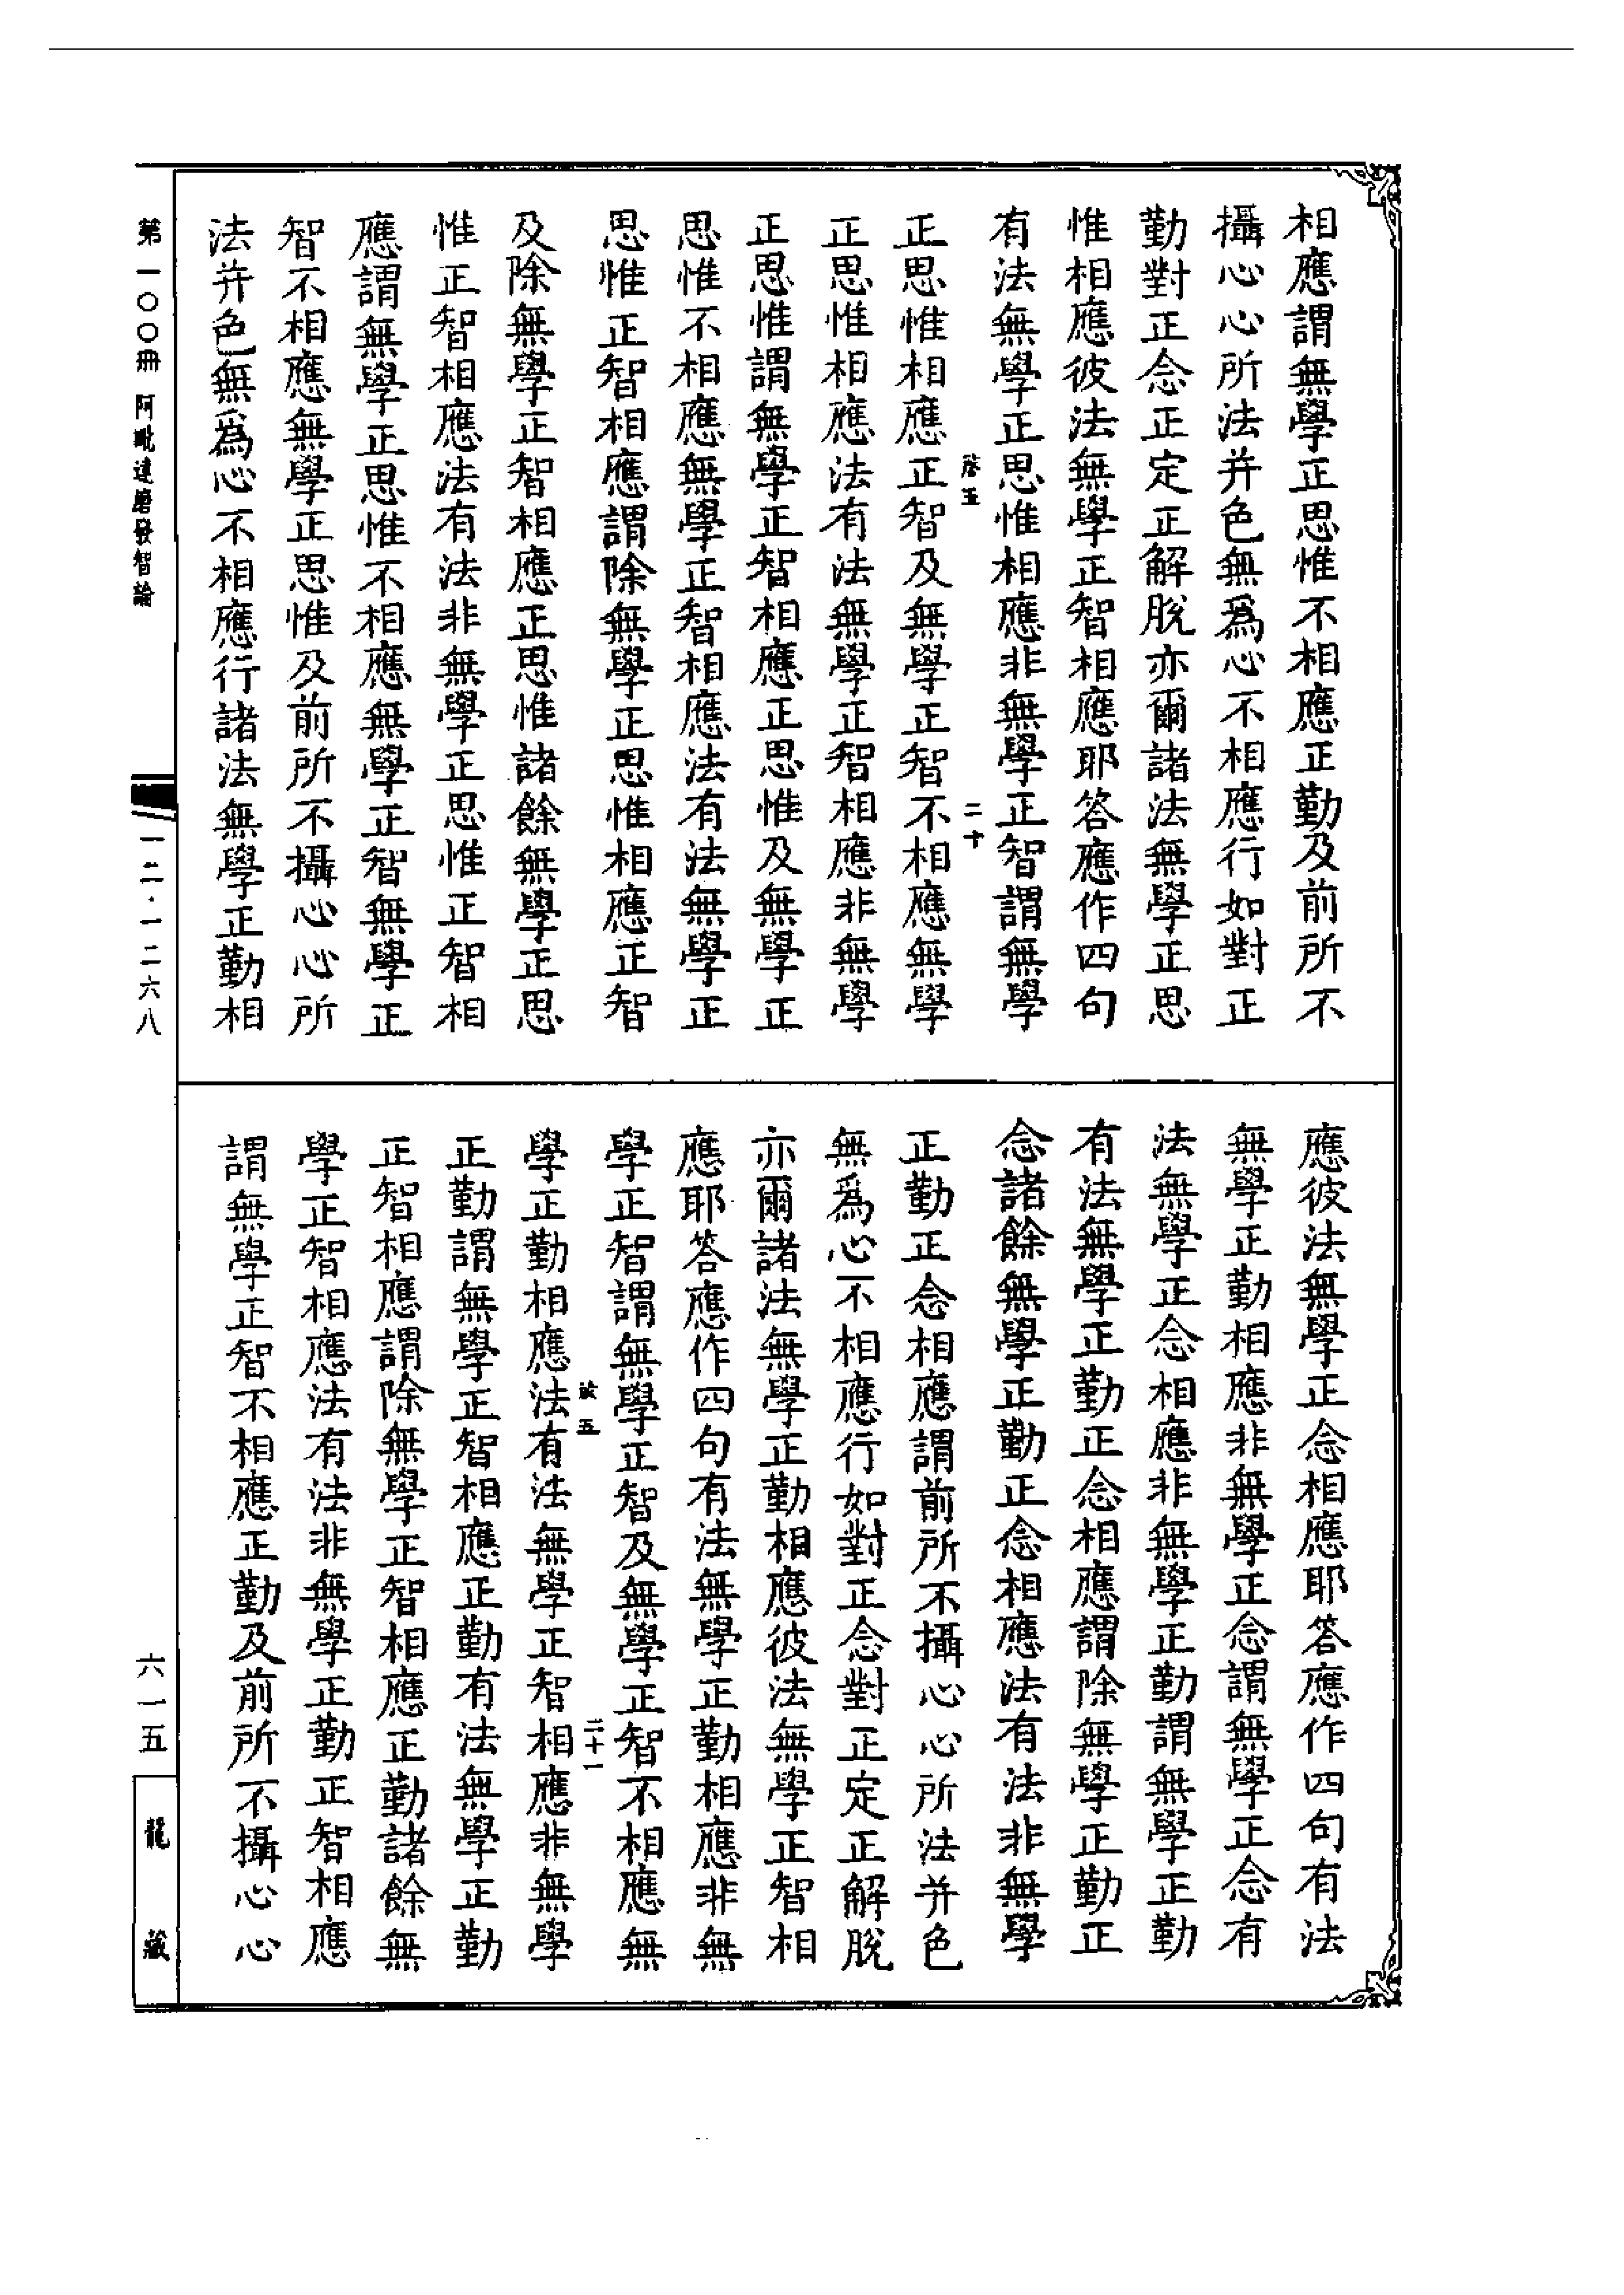 相應謂無學正思惟不相應正勤及前所不
攝心心所法并色無爲心不相應行如對正
勤對正念正定正解脫亦爾諸法無學正思
惟相應彼法無學正智相應耶答應作四句
有法無學正思惟相應非無學正智謂無學
二十
正思惟相應正智及無學正智不相應無學
正思惟相應法有法無學正智相應非無學
正思惟謂無學正智相應正思惟及無學正
思惟不相應無學正智相應法有法無學正
思惟正智相應謂除無學正思惟相應正智
及除無學正智相應正思惟諸餘無學正思
惟正智相應法有法非無學正思惟正智相
應謂無學正思惟不相應無學正智無學正
智不相應無學正思惟及前所不攝心心所
法并色無爲心不相應行諸法無學正勤相
應彼法無學正念相應耶答應作四句有法
無學正勤相應非無學正念謂無學正念有
法無學正念相應非無學正勤謂無學正勤
有法無學正勤正念相應謂除無學正勤正
念諸餘無學正勤正念相應法有法非無學
正勤正念相應謂前所不攝心心所法并色
無爲心不相應行如對正念對正定正解脫
亦爾諸法無學正勤相應彼法無學正智相
應耶答應作四句有法無學正勤相應非無
學正智謂無學正智及無學正智不相應無
五 二十一
學正勤相應法有法無學正智相應非無學
正勤謂無學正智相應正勤有法無學正勤
正智相應謂除無學正智相應正勤諸餘無
學正智相應法有法非無學正勤正智相應
謂無學正智不相應正勤及前所不攝心心
第一〇〇冊 阿毗達磨發智論
一二·一二六八
六一五
龍藏